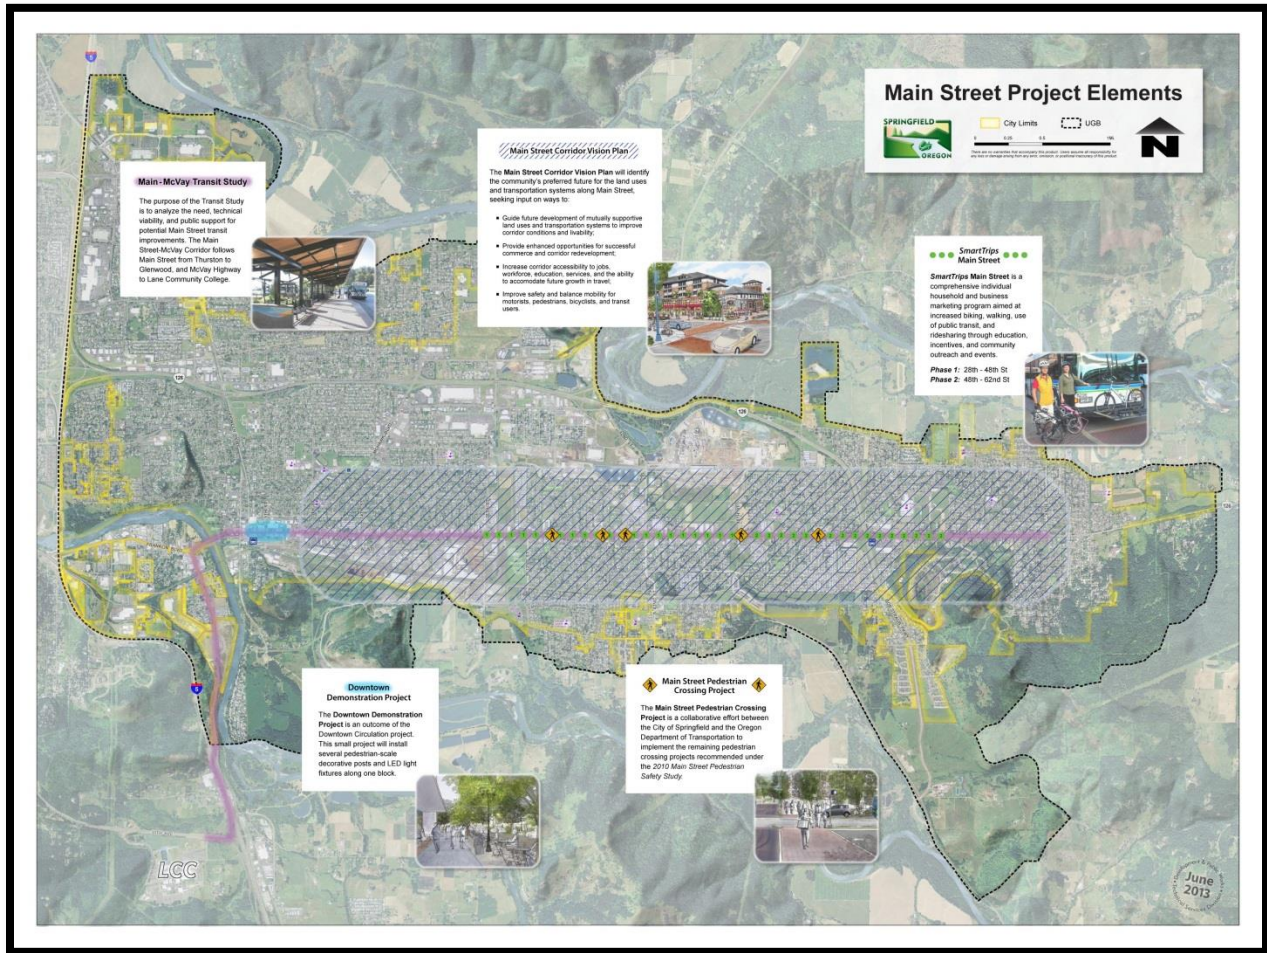 Main Street Project Elements
SPRINGFIELD
OREGON
City Limits
UGB
0
0.25
0.5
N
Main-McVay Transit Study
The purpose of the Transit Study
is to analyze the need, technical
viability, and public support for
potential Main Street transit
improvements. The Main
Street-McVay Corridor follows
Main Street from Thurston to
Glenwood, and McVay Highway
to Lane Community College.
Main Street Corridor Vision Plan
The Main Street Corridor Vision Plan will identify
the community's preferred future for the land uses
and transportation systems along Main Street,
seeking input on ways to:
• Guide future development of mutually supportive
land uses and transportation systems to improve
corridor conditions and livability;
• Provide enhanced opportunities for successful
commerce and corridor redevelopment;
• Increase corridor accessibility to jobs,
workforce, education, services, and the ability
to accomodate future growth in travel;
• Improve safety and balance mobility for
motorists, pedestrians, bicyclists, and transit
users.
SmartTrips
Main Street
SmartTrips Main Street is a
comprehensive individual
household and business
marketing program aimed at
increased biking, walking, use
of public transit, and
ridesharing through education,
incentives, and community
outreach and events.
Phase 1: 28th - 48th St
Phase 2: 48th - 62nd St
5
126
126
126
5
Downtown
Demonstration Project
The Downtown Demonstration
Project is an outcome of the
Downtown Circulation project.
This small project will install
several pedestrian-scale
decorative posts and LED light
fixtures along one block.
Main Street Pedestrian
Crossing Project
The Main Street Pedestrian Crossing
Project is a collaborative effort between
the City of Springfield and the Oregon
Department of Transportation to
implement the remaining pedestrian
crossing projects recommended under
the 2010 Main Street Pedestrian
Safety Study.
LCC
June
2013